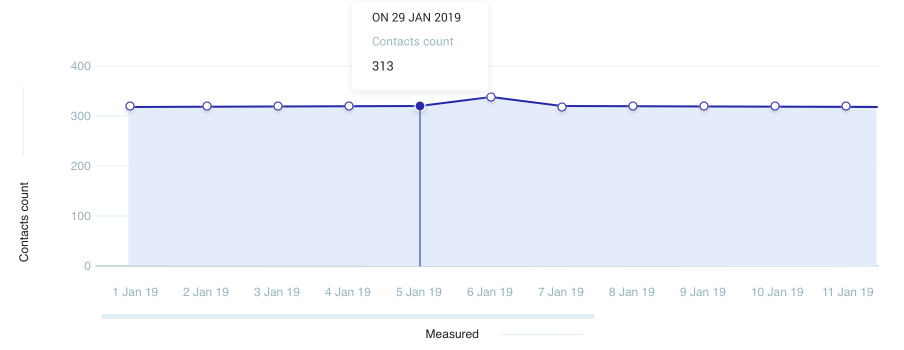 ON 29 JAN 2019
Contacts count
313
400
300
200
100
0
Contacts count
1 Jan 19 2 Jan 19 3 Jan 19 4 Jan 19 5 Jan 19 6 Jan 19 7 Jan 19 8 Jan 19 9 Jan 19 10 Jan 19 11 Jan 19
Measured